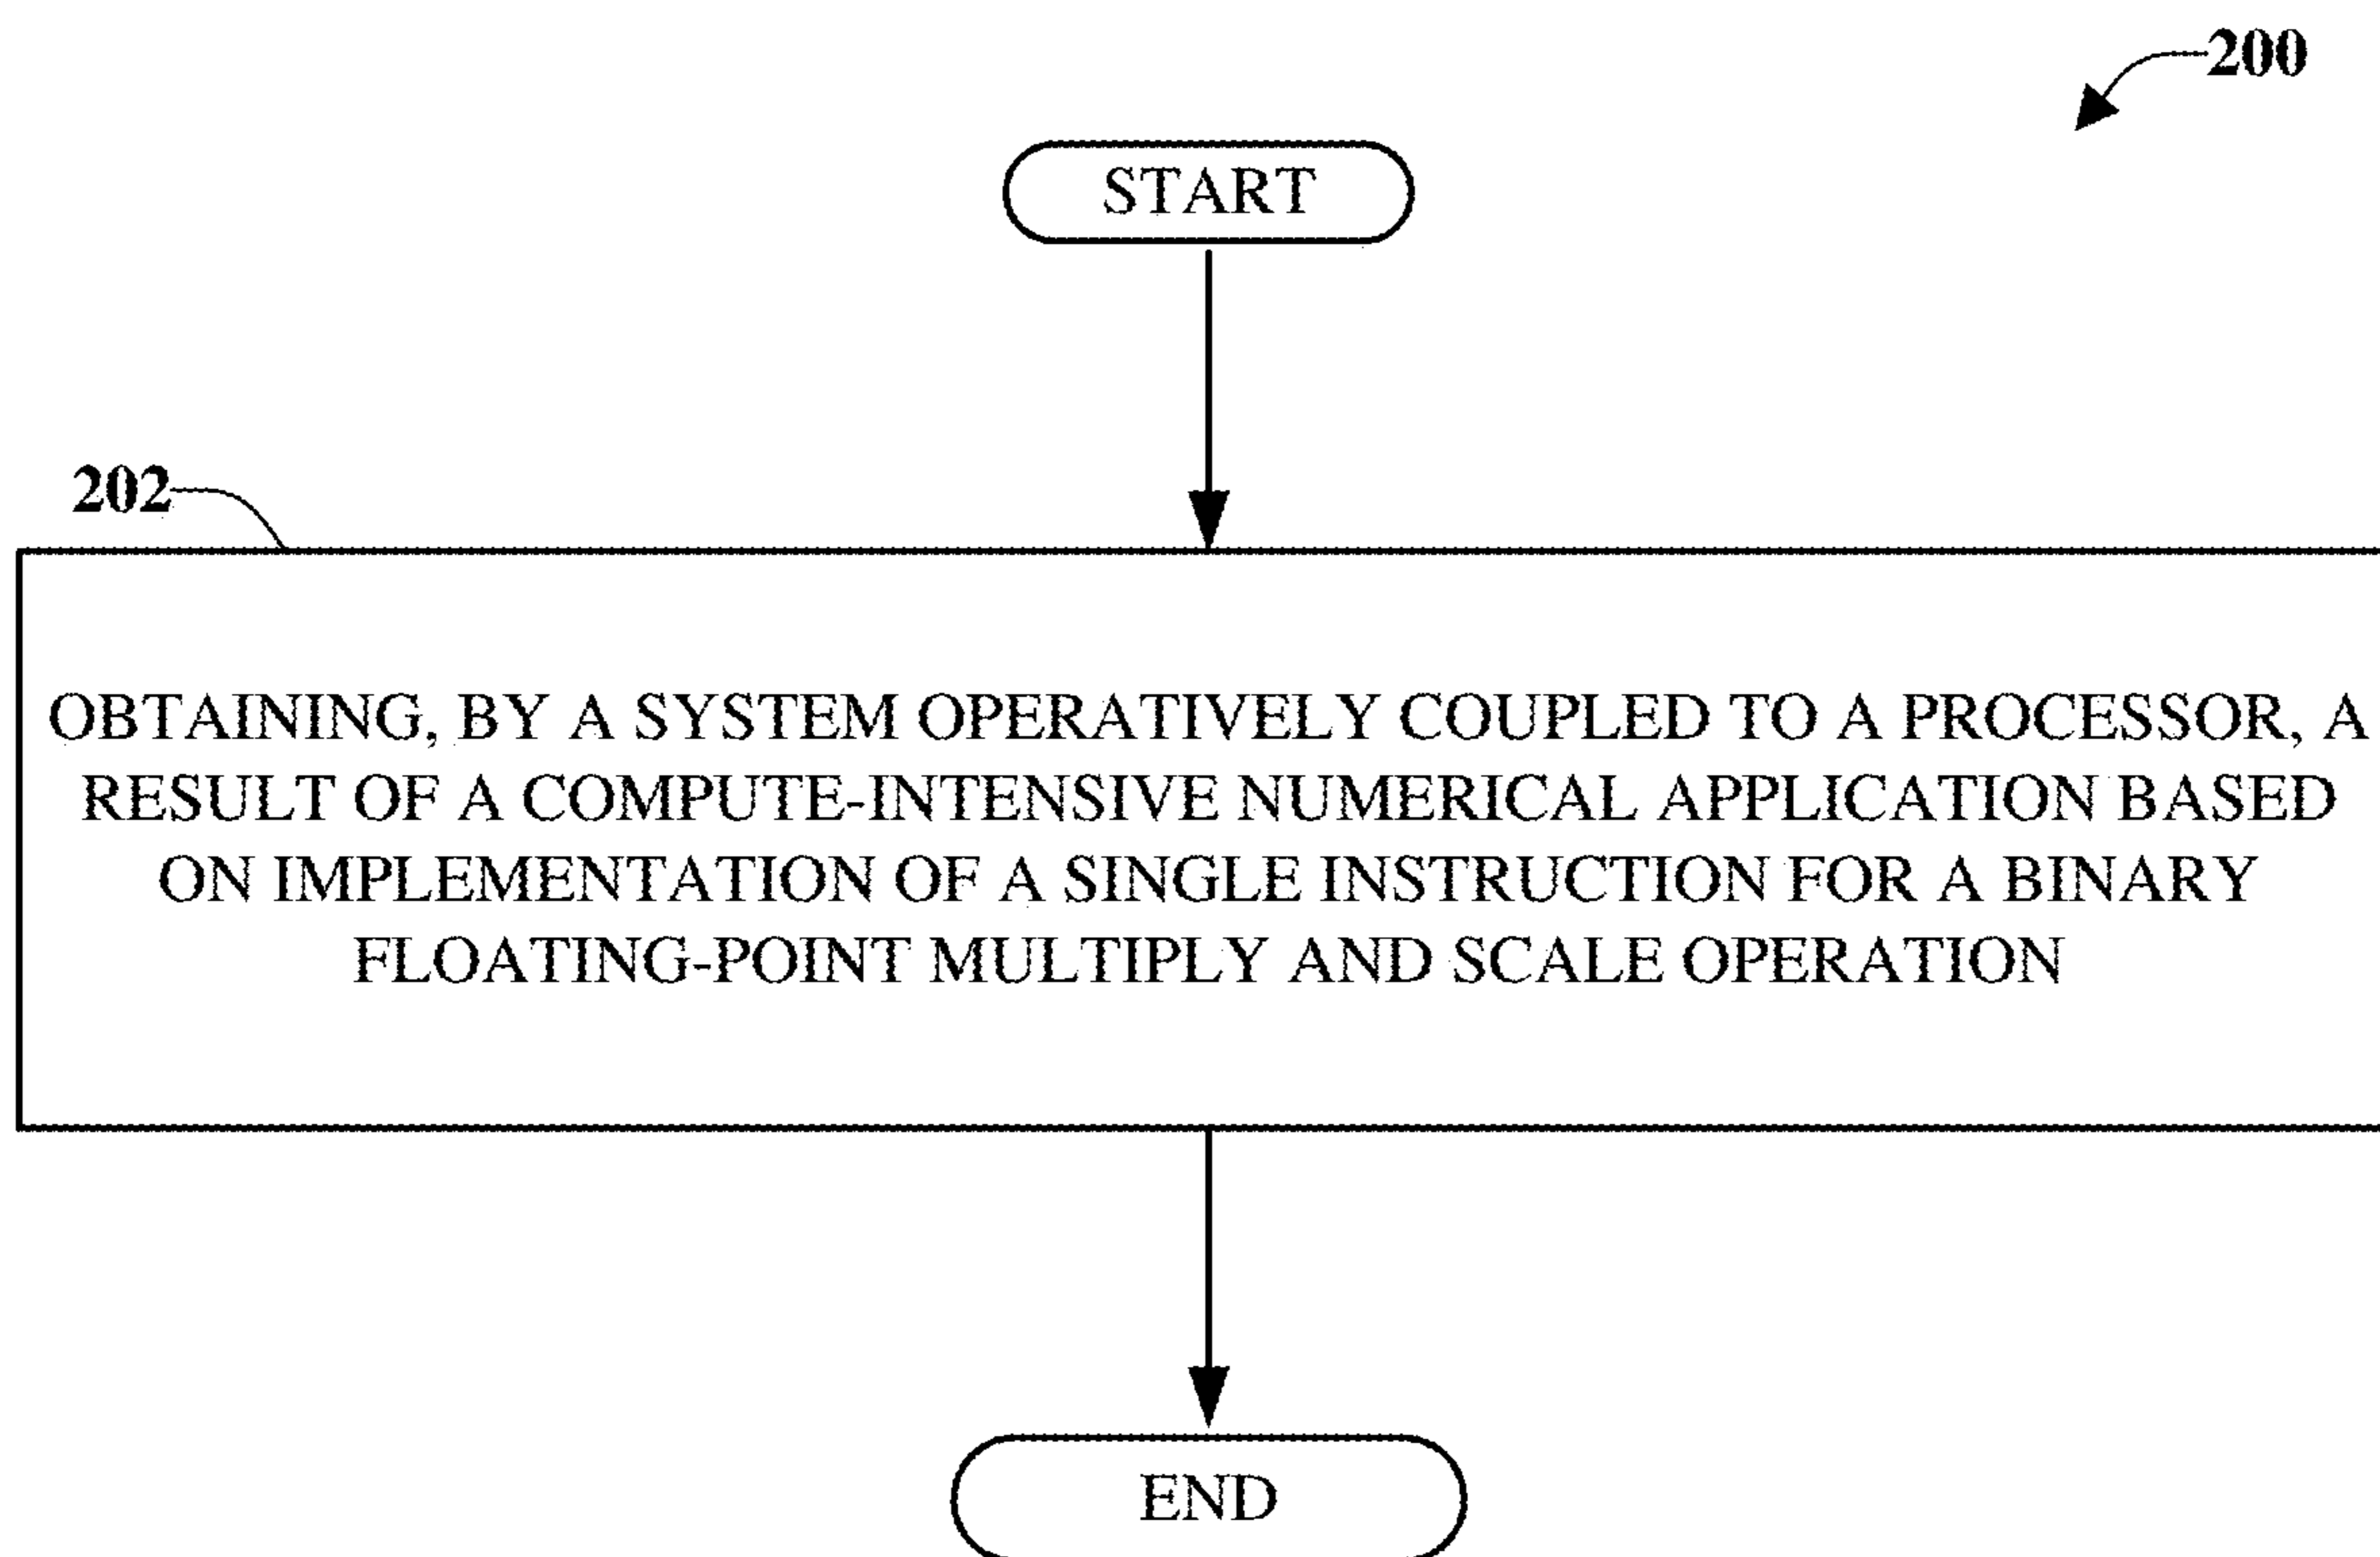 200
START
202
OBTAINING, BY A SYSTEM OPERATIVELY COUPLED TO A PROCESSOR, A
RESULT OF A COMPUTE-INTENSIVE NUMERICAL APPLICATION BASED
ON IMPLEMENTATION OF A SINGLE INSTRUCTION FOR A BINARY
FLOATING-POINT MULTIPLY AND SCALE OPERATION
END